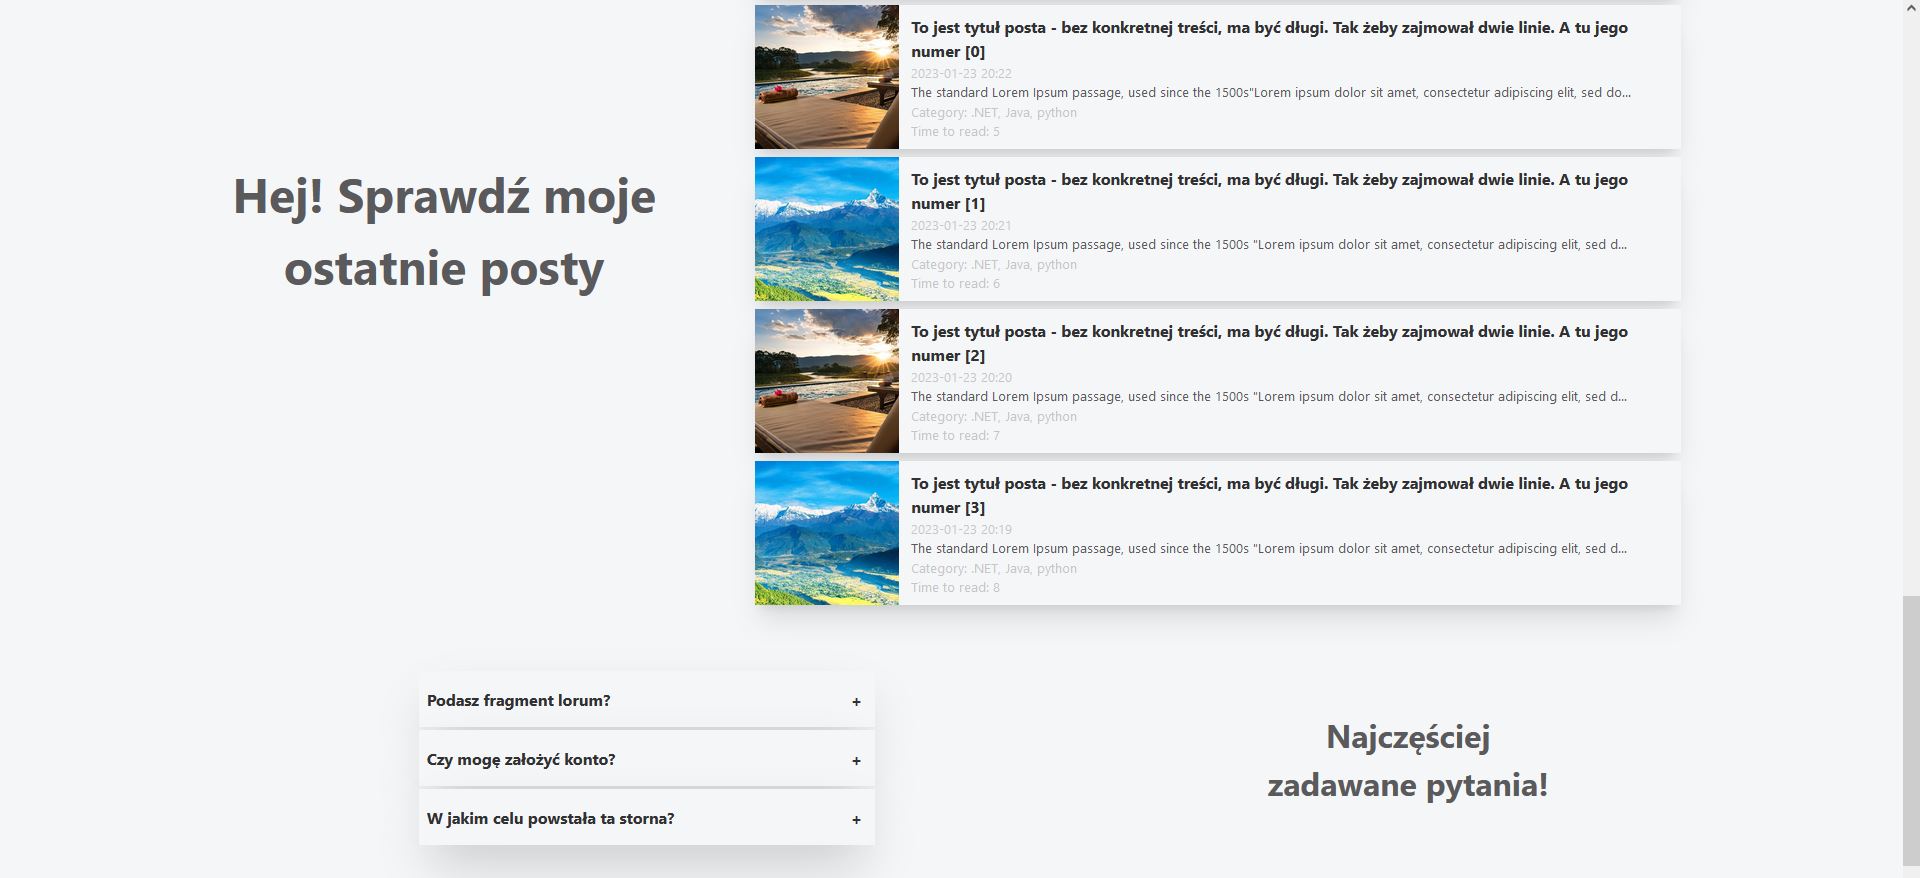 Hej! Sprawdź moje
ostatnie posty
To jest tytuł posta - bez konkretnej treści, ma być długi. Tak żeby zajmował dwie linie. A tu jego
numer [0]
2023-01-23 20:22
The standard Lorem Ipsum passage, used since the 1500s"Lorem ipsum dolor sit amet, consectetur adipiscing elit, sed do...
Category: .NET, Java, python
Time to read: 5
To jest tytuł posta - bez konkretnej treści, ma być długi. Tak żeby zajmował dwie linie. A tu jego
numer [1]
2023-01-23 20:21
The standard Lorem Ipsum passage, used since the 1500s "Lorem ipsum dolor sit amet, consectetur adipiscing elit, sed d...
Category: .NET, Java, python
Time to read: 6
To jest tytuł posta - bez konkretnej treści, ma być długi. Tak żeby zajmował dwie linie. A tu jego
numer [2]
2023-01-23 20:20
The standard Lorem Ipsum passage, used since the 1500s "Lorem ipsum dolor sit amet, consectetur adipiscing elit, sed d...
Category: .NET, Java, python
Time to read: 7
To jest tytuł posta - bez konkretnej treści, ma być długi. Tak żeby zajmował dwie linie. A tu jego
numer [3]
2023-01-23 20:19
The standard Lorem Ipsum passage, used since the 1500s "Lorem ipsum dolor sit amet, consectetur adipiscing elit, sed d...
Category: .NET, Java, python
Time to read: 8
Podasz fragment lorum? +
Czy mogę założyć konto? +
W jakim celu powstała ta storna? +
Najczęściej
zadawane pytania!